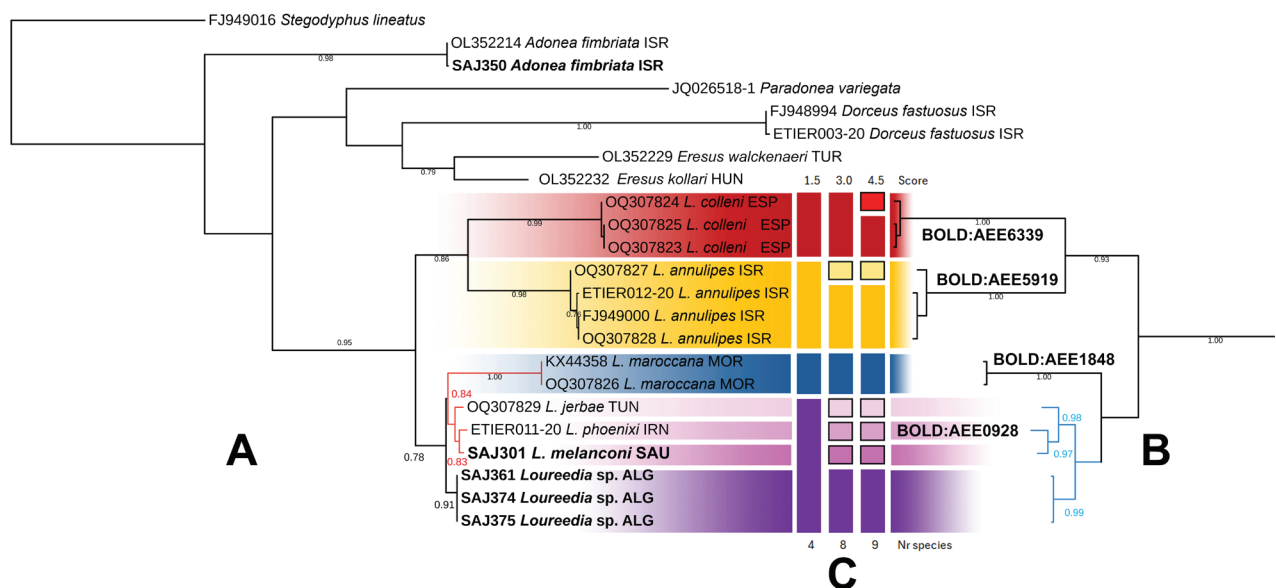 FJ949016 Stegodyphus lineatus
OL352214 Adonea fimbriata ISR
0.98
SAJ350 Adonea fimbriata ISR
JQ026518-1 Paradonea variegata
FJ948994 Dorceus fastuosus ISR
1.00
ETIER003-20 Dorceus fastuosus ISR
OL352229 Eresus walckenaeri TUR
0.79
OL352232 Eresus kollari HUN
1.5 3.0 4.5 Score
OQ307824 L. colleni ESP
0.99
OQ307825 L. colleni ESP
1.00
BOLD:AEE6339
OQ307823 L. colleni ESP
0.86
0.93
OQ307827 L. annulipes ISR
BOLD:AEE5919
0.98
ETIER012-20 L. annulipes ISR
1.00
FJ949000 L. annulipes ISR
OQ307828 L. annulipes ISR
0.95
1.00
KX44358 L. maroccana MOR
BOLD:AEE1848
1.00
1.00
OQ307826 L. maroccana MOR
0.84
OQ307829 L. jerbae TUN
0.98
ETIER011-20 L. phoenixi IRN
BOLD:AEE0928
A
B
0.78
0.83
SAJ301 L. melanconi SAU
0.97
SAJ361 Loureedia sp. ALG
0.91
SAJ374 Loureedia sp. ALG
0.99
SAJ375 Loureedia sp. ALG
4 8 9 Nr species
C